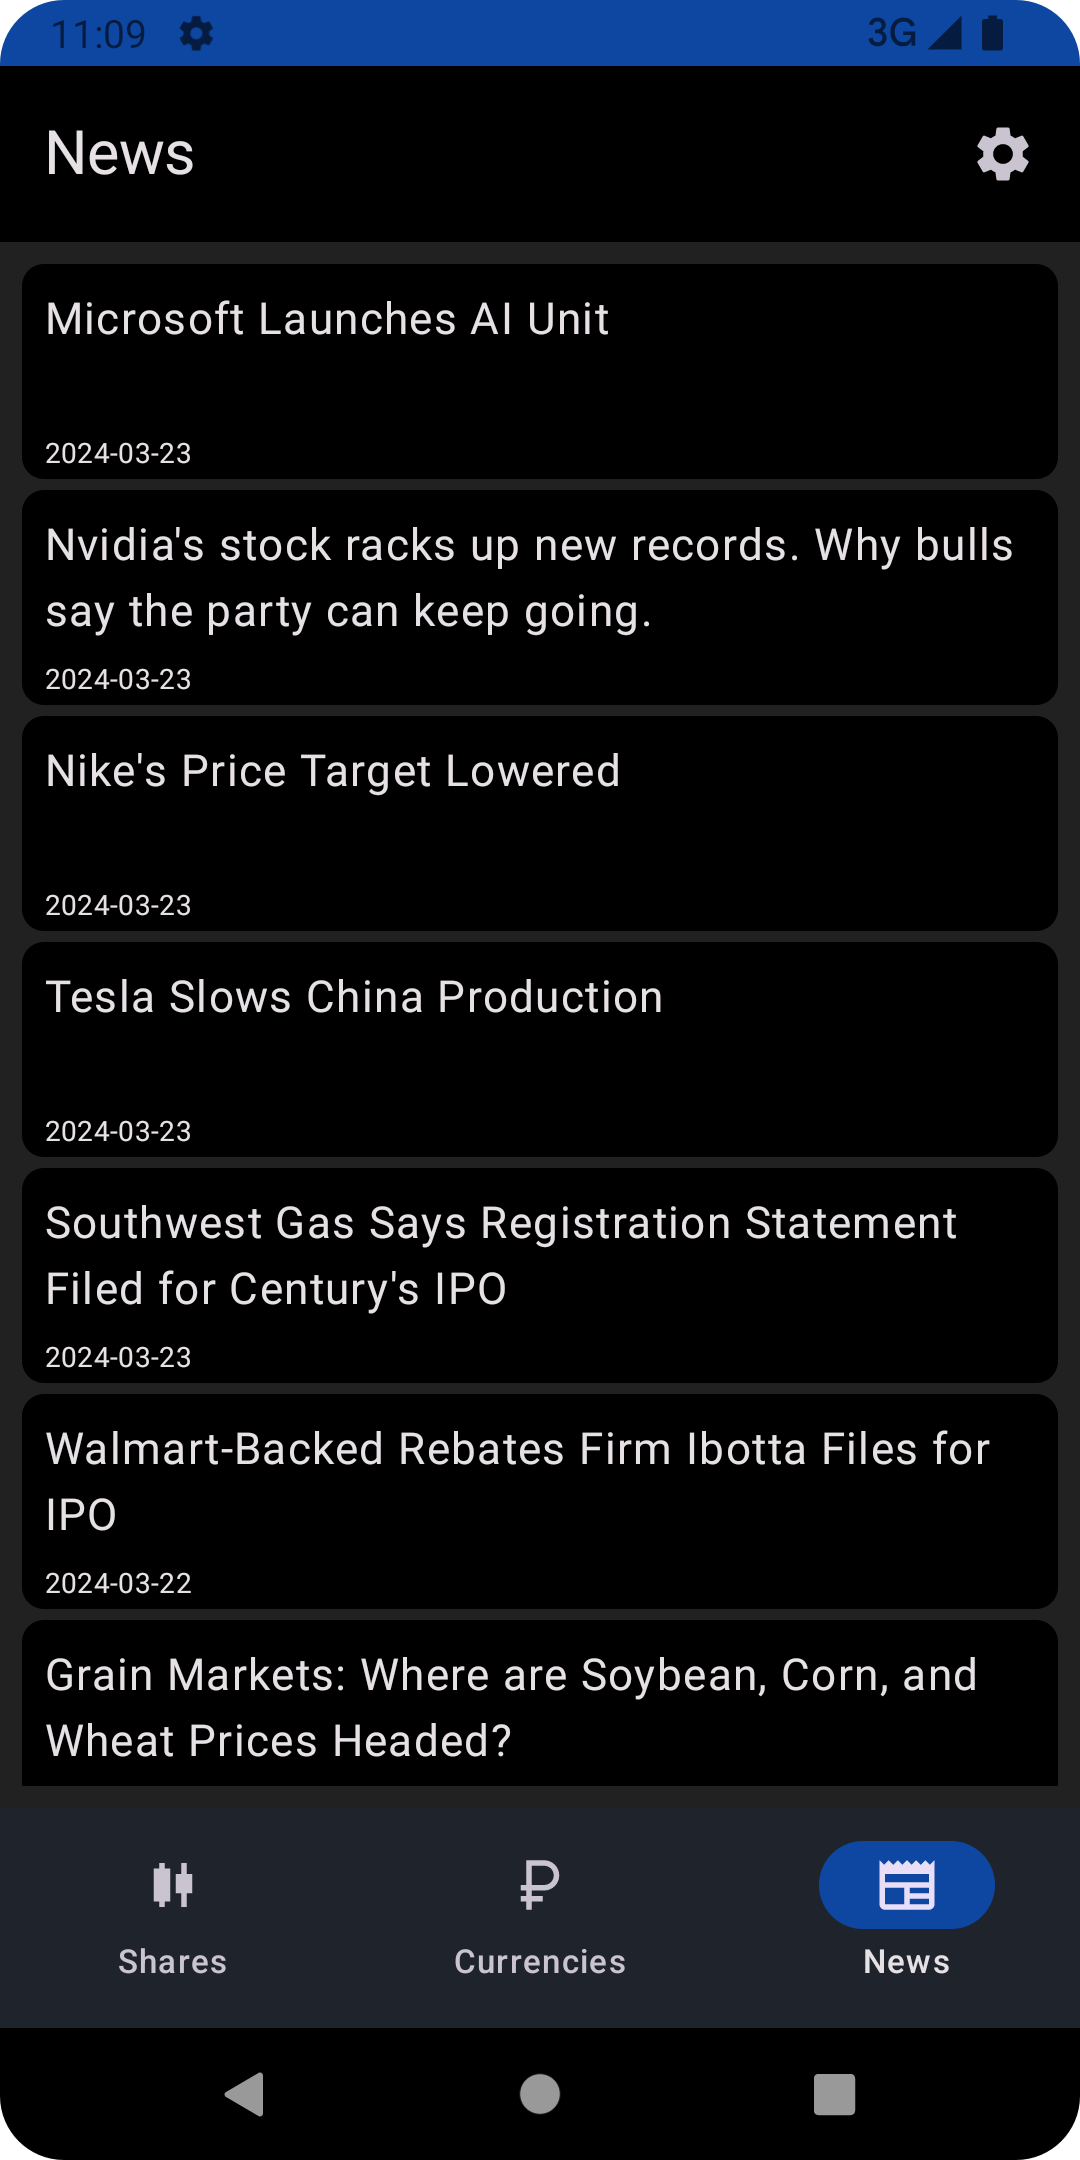 11:09
3G
News
Microsoft Launches AI Unit
2024-03-23
Nvidia's stock racks up new records. Why bulls
say the party can keep going.
2024-03-23
Nike's Price Target Lowered
2024-03-23
Tesla Slows China Production
2024-03-23
Southwest Gas Says Registration Statement
Filed for Century's IPO
2024-03-23
Walmart-Backed Rebates Firm Ibotta Files for
IPO
2024-03-22
Grain Markets: Where are Soybean, Corn, and
Wheat Prices Headed?
Shares
Currencies
News